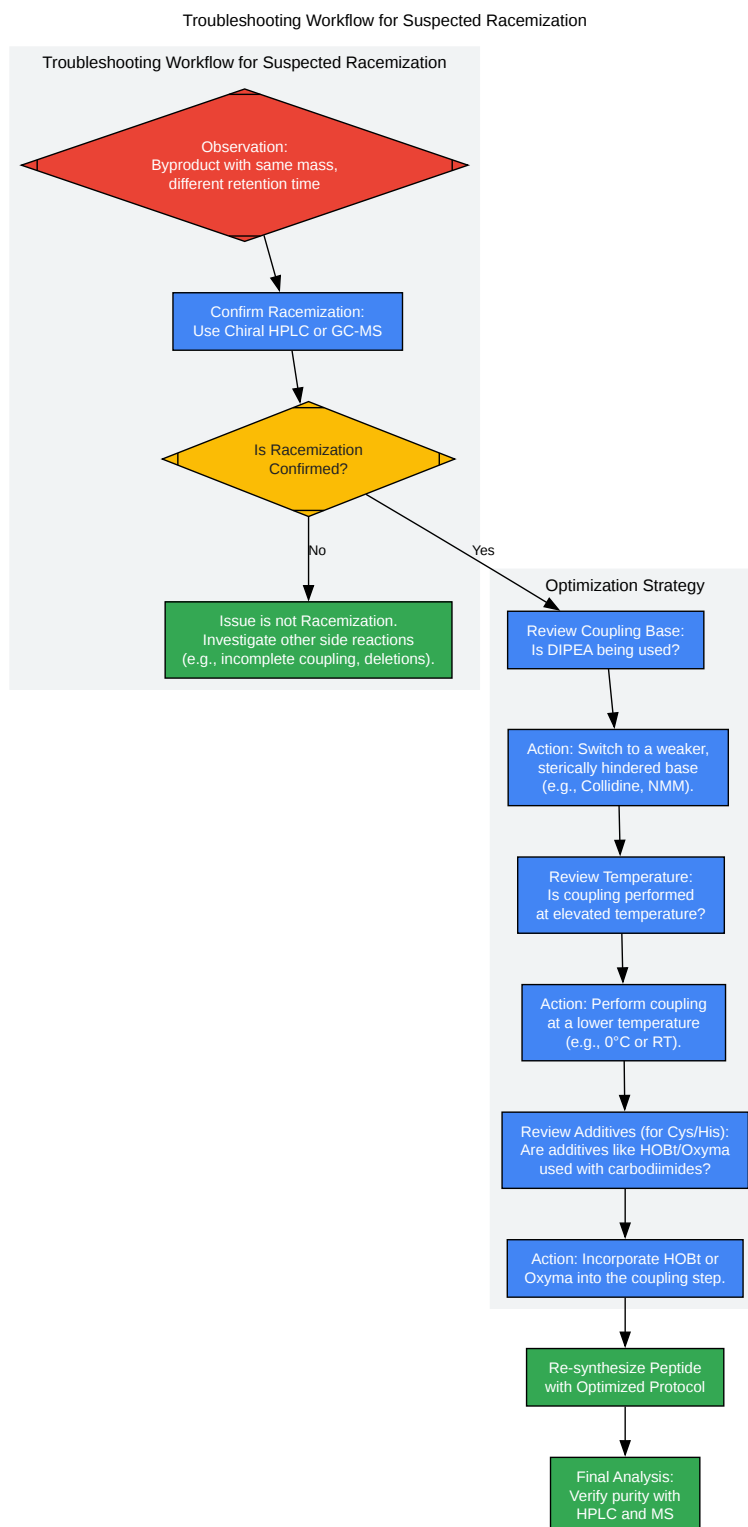 Troubleshooting Workflow for Suspected Racemization
Troubleshooting Workflow for Suspected Racemization
Observation:
Byproduct with same mass,
different retention time
Confirm Racemization:
Use Chiral HPLC or GC-MS
Is Racemization
Confirmed?
No
Yes
Issue is not Racemization.
Investigate other side reactions
(e.g., incomplete coupling, deletions).
Optimization Strategy
Review Coupling Base:
Is DIPEA being used?
Action: Switch to a weaker,
sterically hindered base
(e.g., Collidine, NMM).
Review Temperature:
Is coupling performed
at elevated temperature?
Action: Perform coupling
at a lower temperature
(e.g., 0°C or RT).
Review Additives (for Cys/His):
Are additives like HOBt/Oxyma
used with carbodiimides?
Action: Incorporate HOBt or
Oxyma into the coupling step.
Re-synthesize Peptide
with Optimized Protocol
Final Analysis:
Verify purity with
HPLC and MS